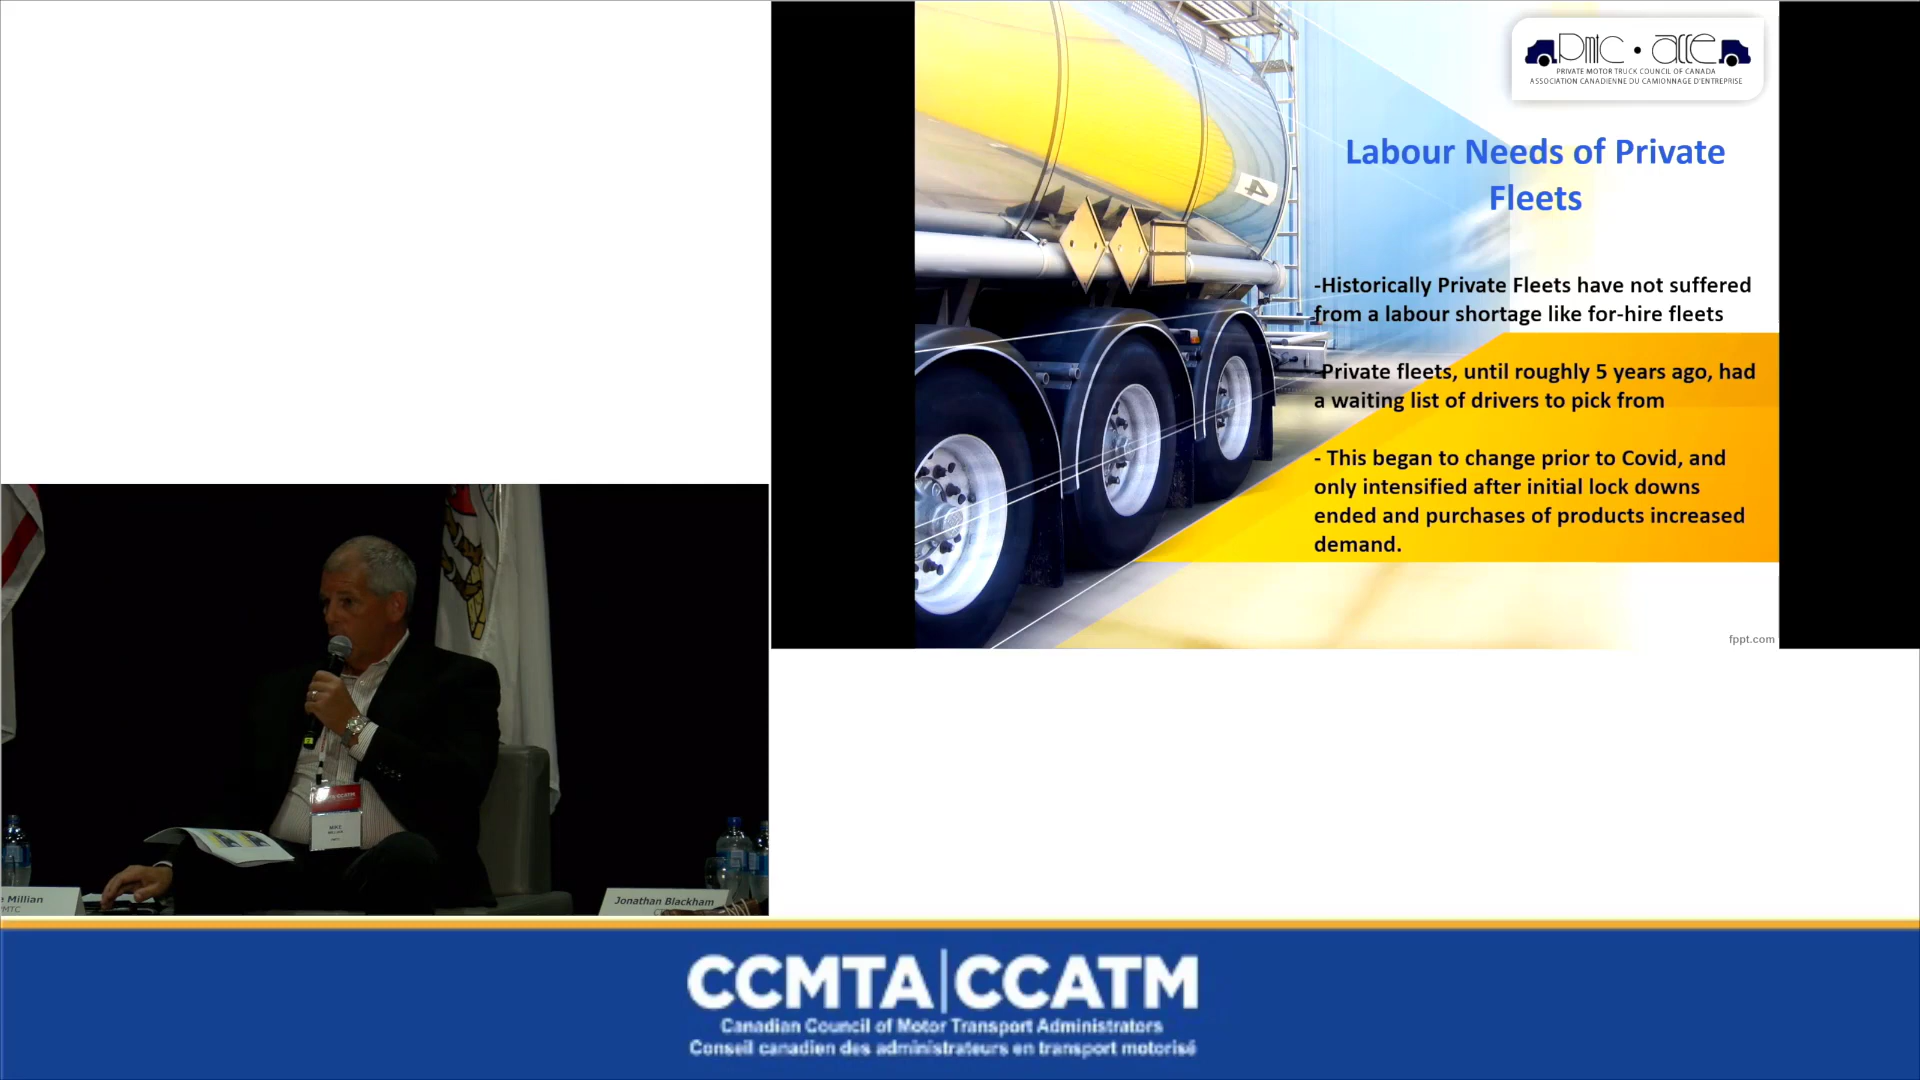 pmtc • acce
PRIVATE MOTOR TRUCK COUNCIL OF CANADA
ASSOCIATION CANADIENNE DU CAMIONNAGE D'ENTREPRISE
Labour Needs of Private
Fleets
-Historically Private Fleets have not suffered
from a labour shortage like for-hire fleets
-Private fleets, until roughly 5 years ago, had
a waiting list of drivers to pick from
- This began to change prior to Covid, and
only intensified after initial lock downs
ended and purchases of products increased
demand.
fppt.com
4
MIKE
Millian
Jonathan Blackham
CCMTA|CCATM
Canadian Council of Motor Transport Administrators
Conseil canadien des administrateurs en transport motorisé